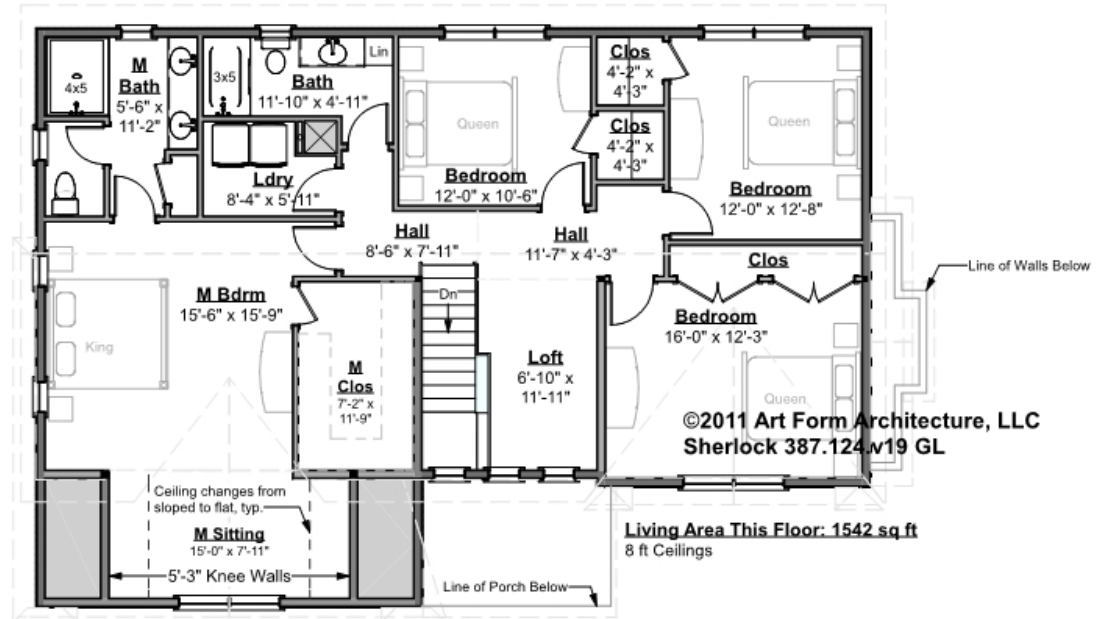 4x5
M
Bath
5'-6" x
11'-2"
3x5
Bath
11'-10" x 4'-11"
Lin
Queen
Bedroom
12'-0" x 10'-6"
Clos
4'-2" x
4'-3"
Clos
4'-2" x
4'-3"
Queen
Bedroom
12'-0" x 12'-8"
Ldry
8'-4" x 5'-11"
Hall
8'-6" x 7'-11"
Hall
11'-7" x 4'-3"
Clos
Line of Walls Below
M Bdrm
15'-6" x 15'-9"
King
Dn
M
Clos
7'-2" x
11'-9"
Loft
6'-10" x
11'-11"
Bedroom
16'-0" x 12'-3"
Queen
©2011 Art Form Architecture, LLC
Sherlock 387.124.v19 GL
Ceiling changes from
sloped to flat, typ.
M Sitting
15'-0" x 7'-11"
5'-3" Knee Walls
Line of Porch Below
Living Area This Floor: 1542 sq ft
8 ft Ceilings